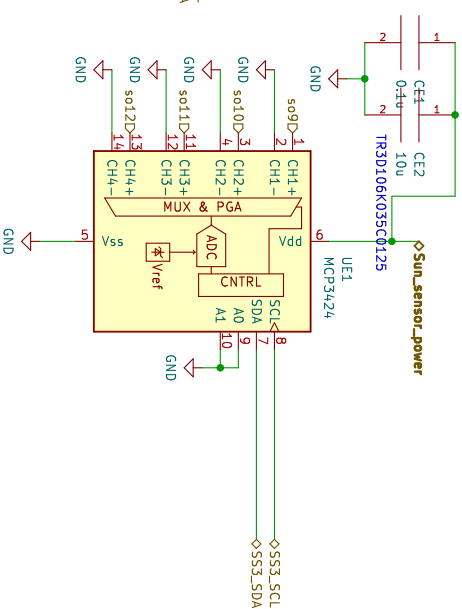 GND
GND
GND
GND
GND
2
1
0.1u
CE1
2
1
10u
CE2
TR3D106K035C0125
so12
so11
so10
so9
14
13
12
11
4
3
2
1
CH4-
CH4+
CH3-
CH3+
CH2-
CH2+
CH1-
CH1+
MUX & PGA
ADC
Vref
CNTRL
GND
5
Vss
Vdd
6
UE1
MCP3424
Sun_sensor_power
A1
A0
SDA
SCL
10
9
7
8
GND
SS3_SDA
SS3_SCL